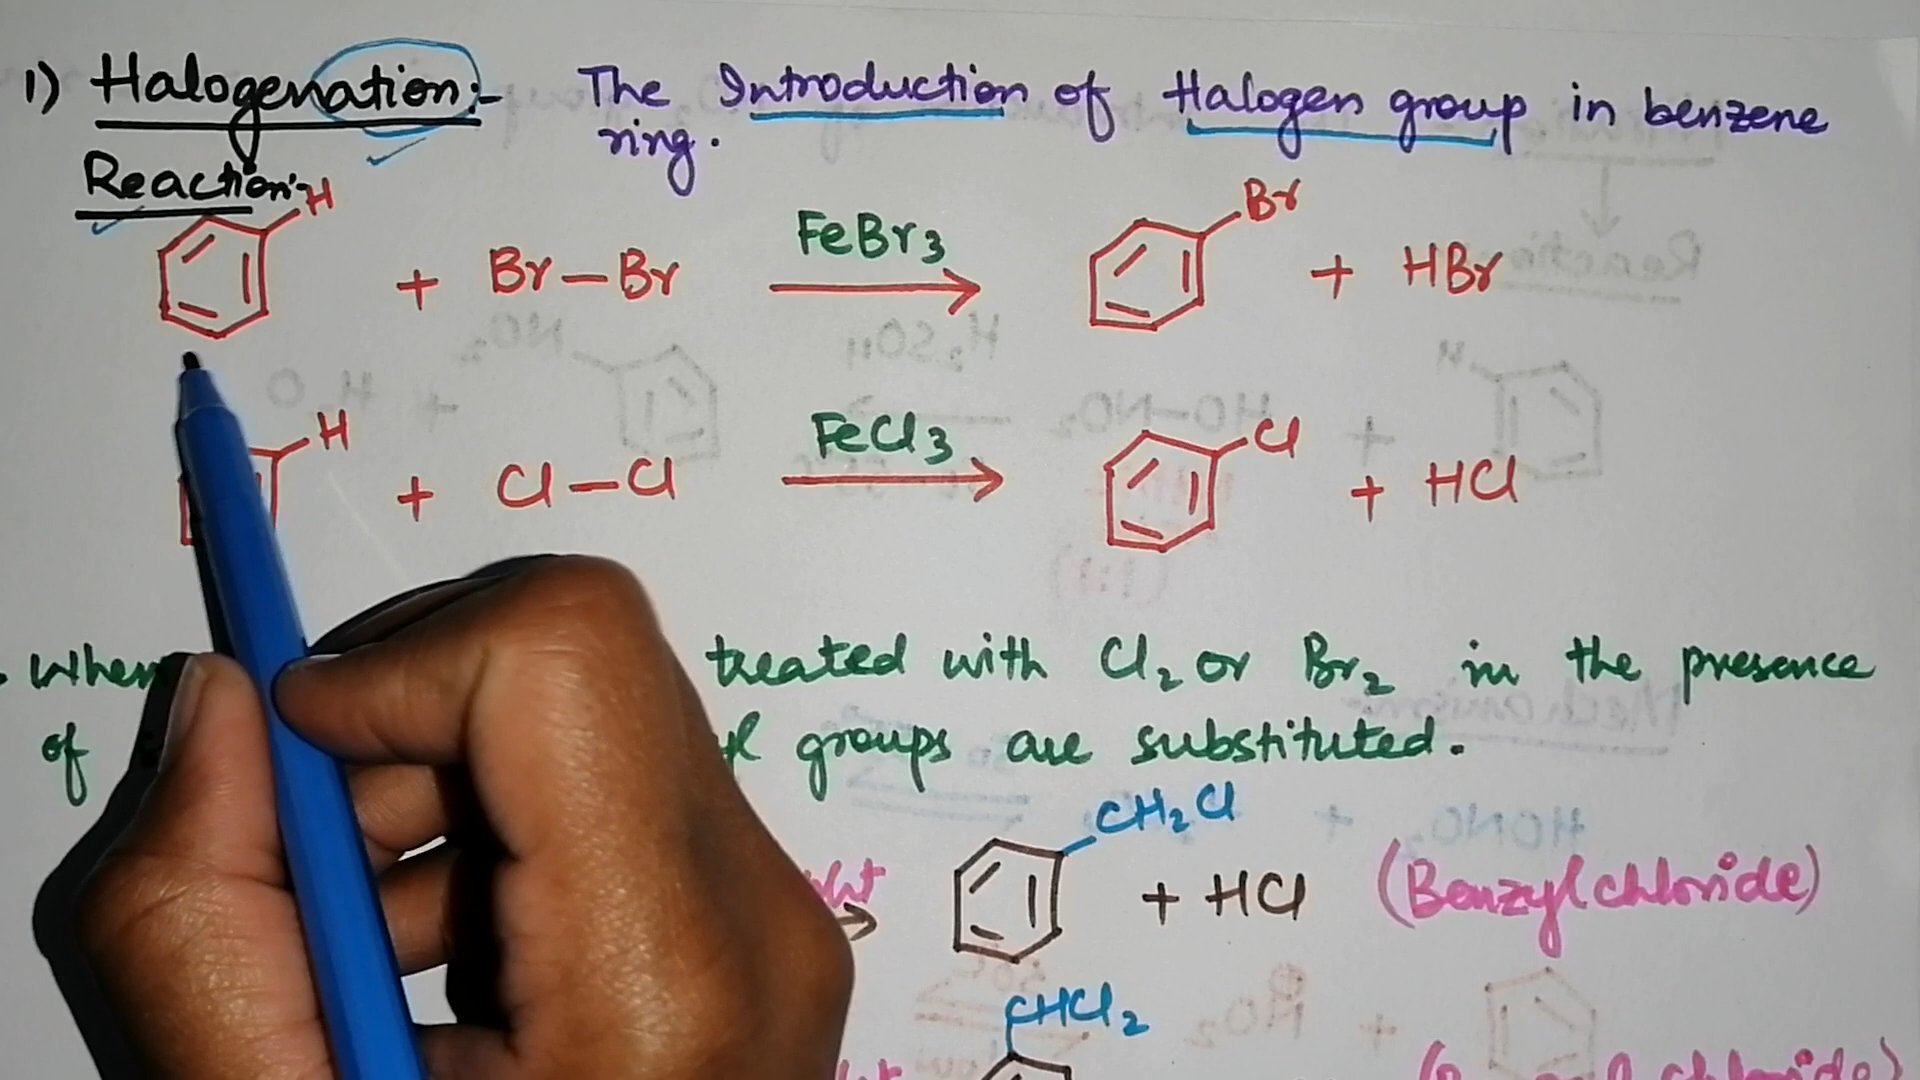 1) Halogenation:- The Introduction of Halogen group in benzene
ring.
Reaction:-
H
+ Br-Br FeBr3 → Br + HBr
H
+ Cl-Cl FeCl3 → Cl + HCl
treated with Cl2 or Br2 in the presence
of groups are substituted.
CH2Cl
→ + HCl (Benzylchloride)
CHCl2